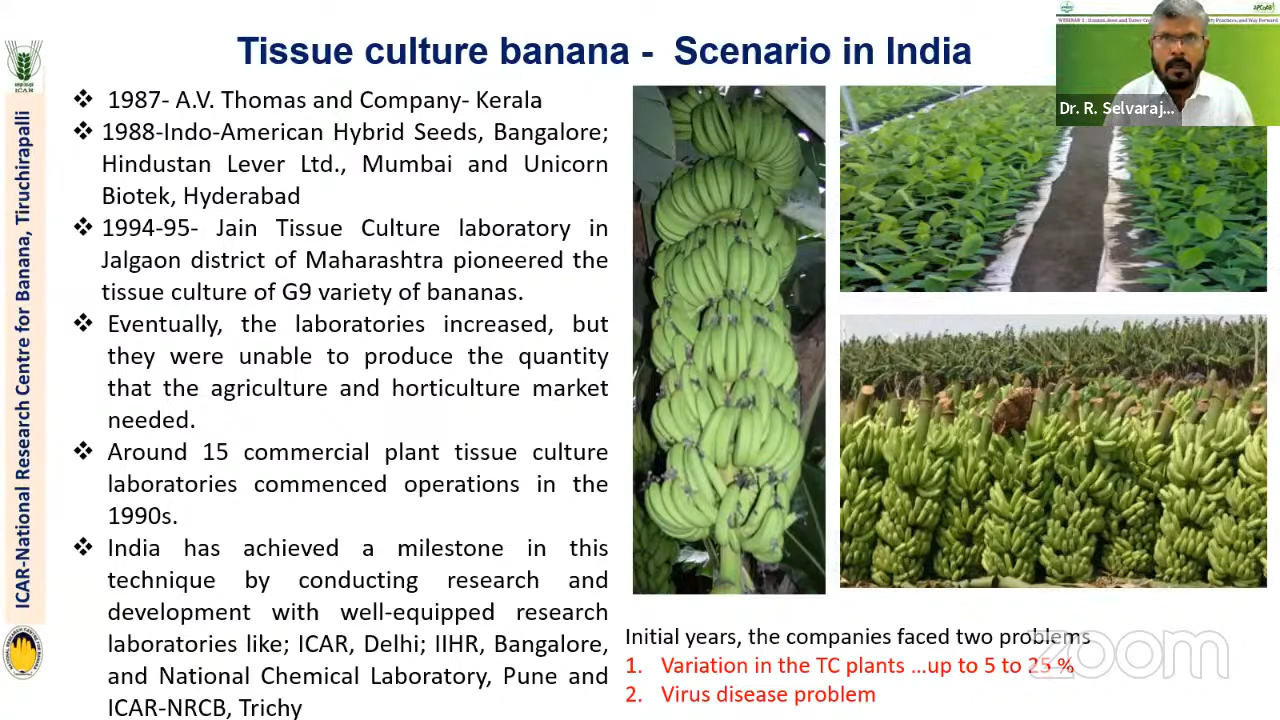 Tissue culture banana - Scenario in India
❖ 1987- A.V. Thomas and Company- Kerala
❖ 1988-Indo-American Hybrid Seeds, Bangalore;
Hindustan Lever Ltd., Mumbai and Unicorn
Biotek, Hyderabad
❖ 1994-95- Jain Tissue Culture laboratory in
Jalgaon district of Maharashtra pioneered the
tissue culture of G9 variety of bananas.
❖ Eventually, the laboratories increased, but
they were unable to produce the quantity
that the agriculture and horticulture market
needed.
❖ Around 15 commercial plant tissue culture
laboratories commenced operations in the
1990s.
❖ India has achieved a milestone in this
technique by conducting research and
development with well-equipped research
laboratories like; ICAR, Delhi; IIHR, Bangalore,
and National Chemical Laboratory, Pune and
ICAR-NRCB, Trichy
Initial years, the companies faced two problems
1. Variation in the TC plants ...up to 5 to 25 %
2. Virus disease problem
ICAR-National Research Centre for Banana, Tiruchirapalli
ICAR
Dr. R. Selvaraj...
APCoAB
zoom